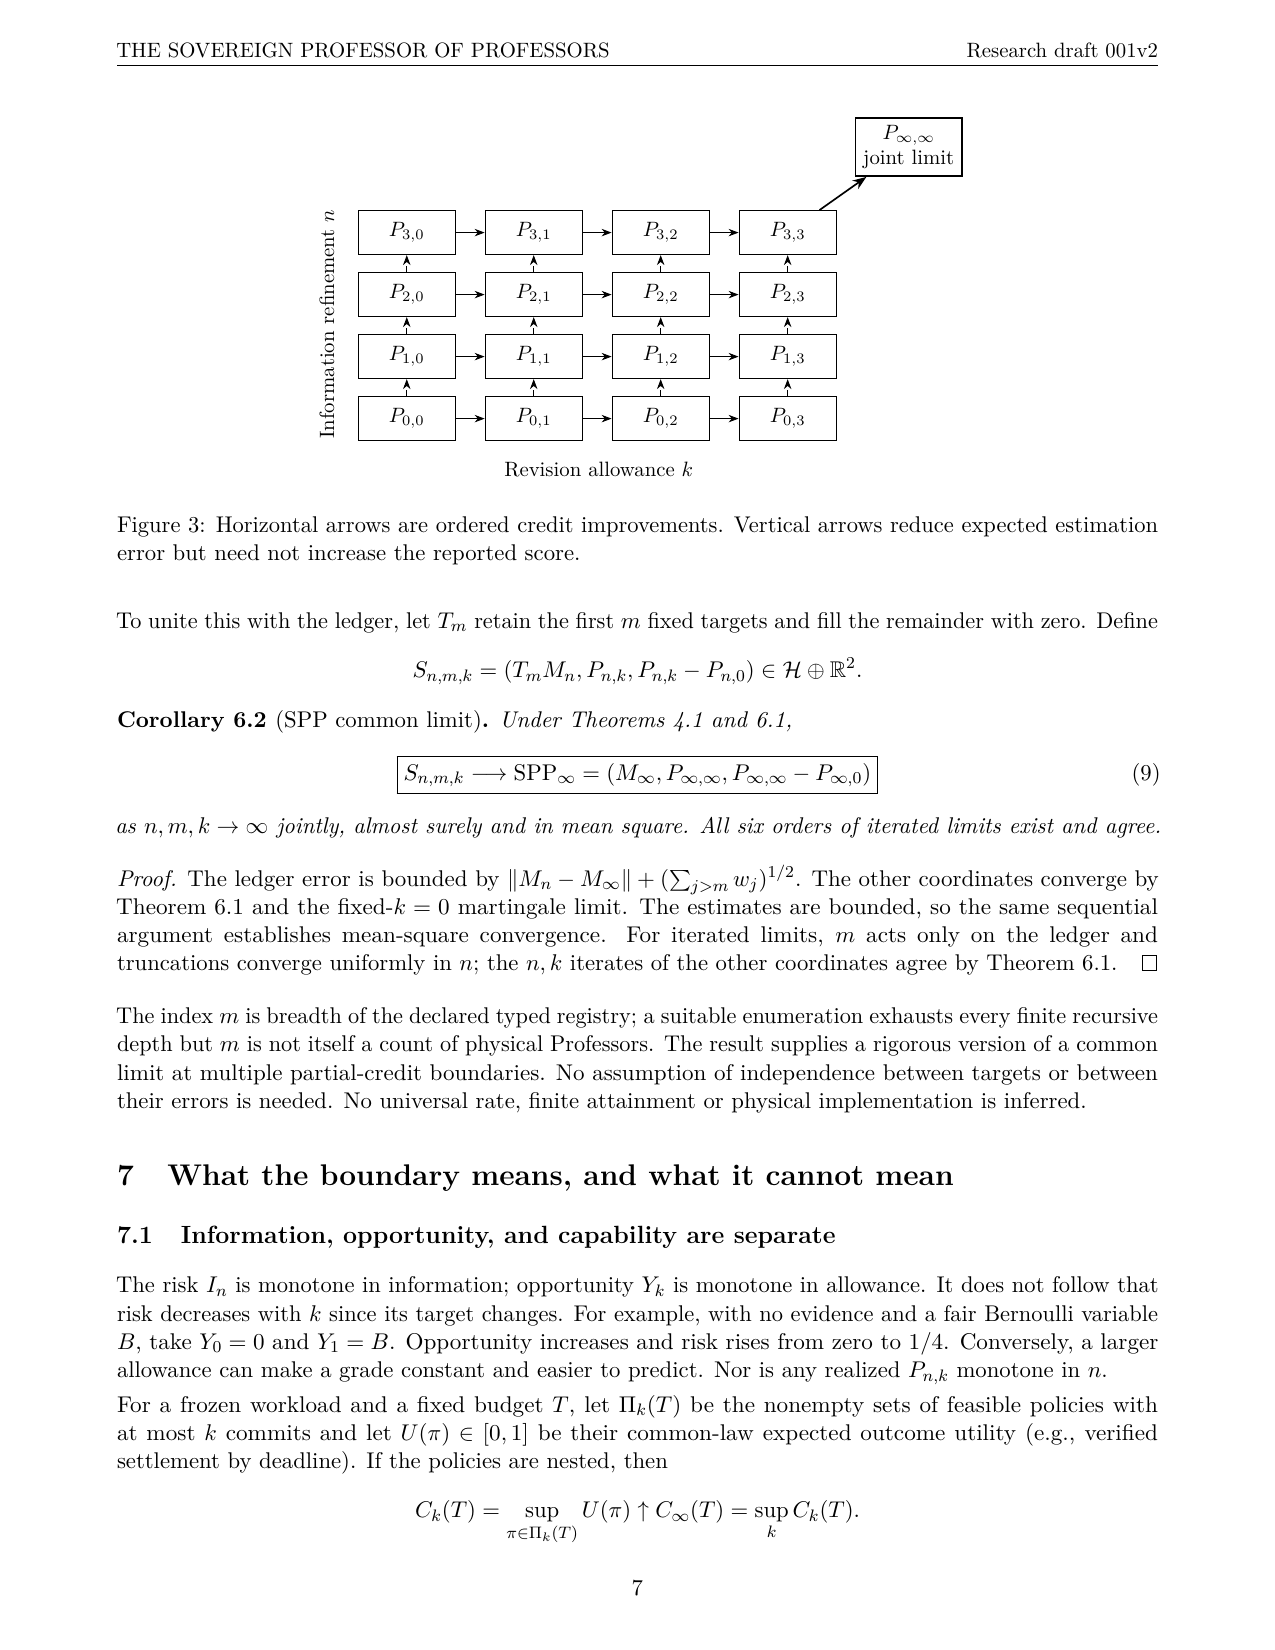 THE SOVEREIGN PROFESSOR OF PROFESSORS
Research draft 001v2
P∞,∞
joint limit
Information refinement n
P3,0 P3,1 P3,2 P3,3
P2,0 P2,1 P2,2 P2,3
P1,0 P1,1 P1,2 P1,3
P0,0 P0,1 P0,2 P0,3
Revision allowance k
Figure 3: Horizontal arrows are ordered credit improvements. Vertical arrows reduce expected estimation
error but need not increase the reported score.
To unite this with the ledger, let Tm retain the first m fixed targets and fill the remainder with zero. Define
Sn,m,k = (TmMn, Pn,k, Pn,k − Pn,0) ∈ ℋ ⊕ ℝ².
Corollary 6.2 (SPP common limit). Under Theorems 4.1 and 6.1,
Sn,m,k ⟶ SPP∞ = (M∞, P∞,∞, P∞,∞ − P∞,0) (9)
as n, m, k → ∞ jointly, almost surely and in mean square. All six orders of iterated limits exist and agree.
Proof. The ledger error is bounded by ‖Mn − M∞‖ + (∑j>m wj)^1/2. The other coordinates converge by
Theorem 6.1 and the fixed-k = 0 martingale limit. The estimates are bounded, so the same sequential
argument establishes mean-square convergence. For iterated limits, m acts only on the ledger and
truncations converge uniformly in n; the n, k iterates of the other coordinates agree by Theorem 6.1. □
The index m is breadth of the declared typed registry; a suitable enumeration exhausts every finite recursive
depth but m is not itself a count of physical Professors. The result supplies a rigorous version of a common
limit at multiple partial-credit boundaries. No assumption of independence between targets or between
their errors is needed. No universal rate, finite attainment or physical implementation is inferred.
7 What the boundary means, and what it cannot mean
7.1 Information, opportunity, and capability are separate
The risk In is monotone in information; opportunity Yk is monotone in allowance. It does not follow that
risk decreases with k since its target changes. For example, with no evidence and a fair Bernoulli variable
B, take Y0 = 0 and Y1 = B. Opportunity increases and risk rises from zero to 1/4. Conversely, a larger
allowance can make a grade constant and easier to predict. Nor is any realized Pn,k monotone in n.
For a frozen workload and a fixed budget T, let Πk(T) be the nonempty sets of feasible policies with
at most k commits and let U(π) ∈ [0, 1] be their common-law expected outcome utility (e.g., verified
settlement by deadline). If the policies are nested, then
Ck(T) = sup π∈Πk(T) U(π) ↑ C∞(T) = sup k Ck(T).
7